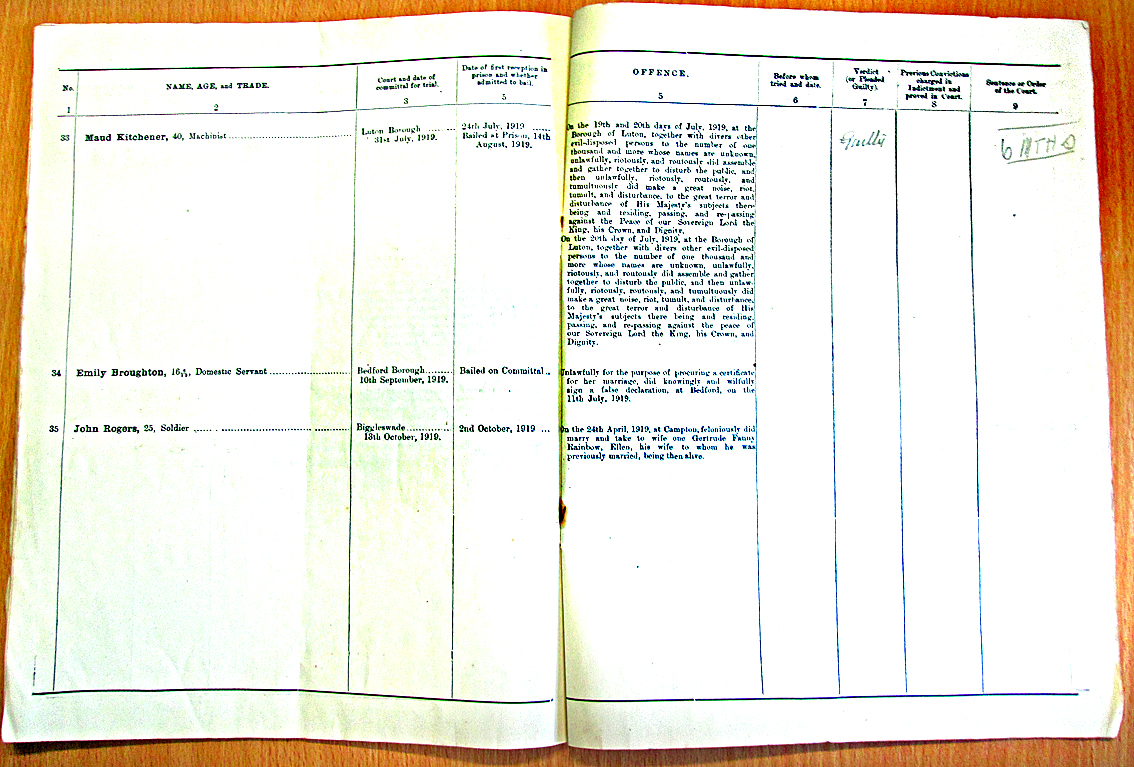 No.
NAME, AGE, and TRADE.
Court and date of
committal for trial.
Date of first reception in
prison and whether
admitted to bail.
OFFENCE.
Before whom
tried and date.
Verdict
(or Pleaded
Guilty).
Previous Convictions
charged in
Indictment and
proved in Court.
Sentence or Order
of the Court.
1
2
3
5
5
6
7
8
9
33 Maud Kitchener, 40, Machinist
Luton Borough
31st July, 1919.
24th July, 1919
Bailed at Prison, 14th
August, 1919.
On the 19th and 20th days of July, 1919, at the
Borough of Luton, together with divers other
evil-disposed persons to the number of one
thousand and more whose names are unknown,
unlawfully, riotously, and routously did assemble
and gather together to disturb the public, and
then unlawfully, riotously, routously, and
tumultuously did make a great noise, riot,
tumult, and disturbance, to the great terror and
disturbance of His Majesty's subjects there
being and residing, passing, and re-passing
against the Peace of our Sovereign Lord the
King, his Crown, and Dignity.
On the 20th day of July, 1919, at the Borough of
Luton, together with divers other evil-disposed
persons to the number of one thousand and
more whose names are unknown, unlawfully,
riotously, and routously did assemble and gather
together to disturb the public, and then unlaw-
fully, riotously, routously, and tumultuously did
make a great noise, riot, tumult, and disturbance,
to the great terror and disturbance of His
Majesty's subjects there being and residing,
passing, and re-passing against the peace of
our Sovereign Lord the King, his Crown, and
Dignity.
Guilty
6 MTHS
34 Emily Broughton, 16 4/12, Domestic Servant
Bedford Borough
10th September, 1919.
Bailed on Committal
Unlawfully for the purpose of procuring a certificate
for her marriage, did knowingly and wilfully
sign a false declaration, at Bedford, on the
11th July, 1919.
35 John Rogers, 25, Soldier
Biggleswade
13th October, 1919.
2nd October, 1919
On the 24th April, 1919, at Campton, feloniously did
marry and take to wife one Gertrude Fanny
Rainbow, Ellen, his wife to whom he was
previously married, being then alive.